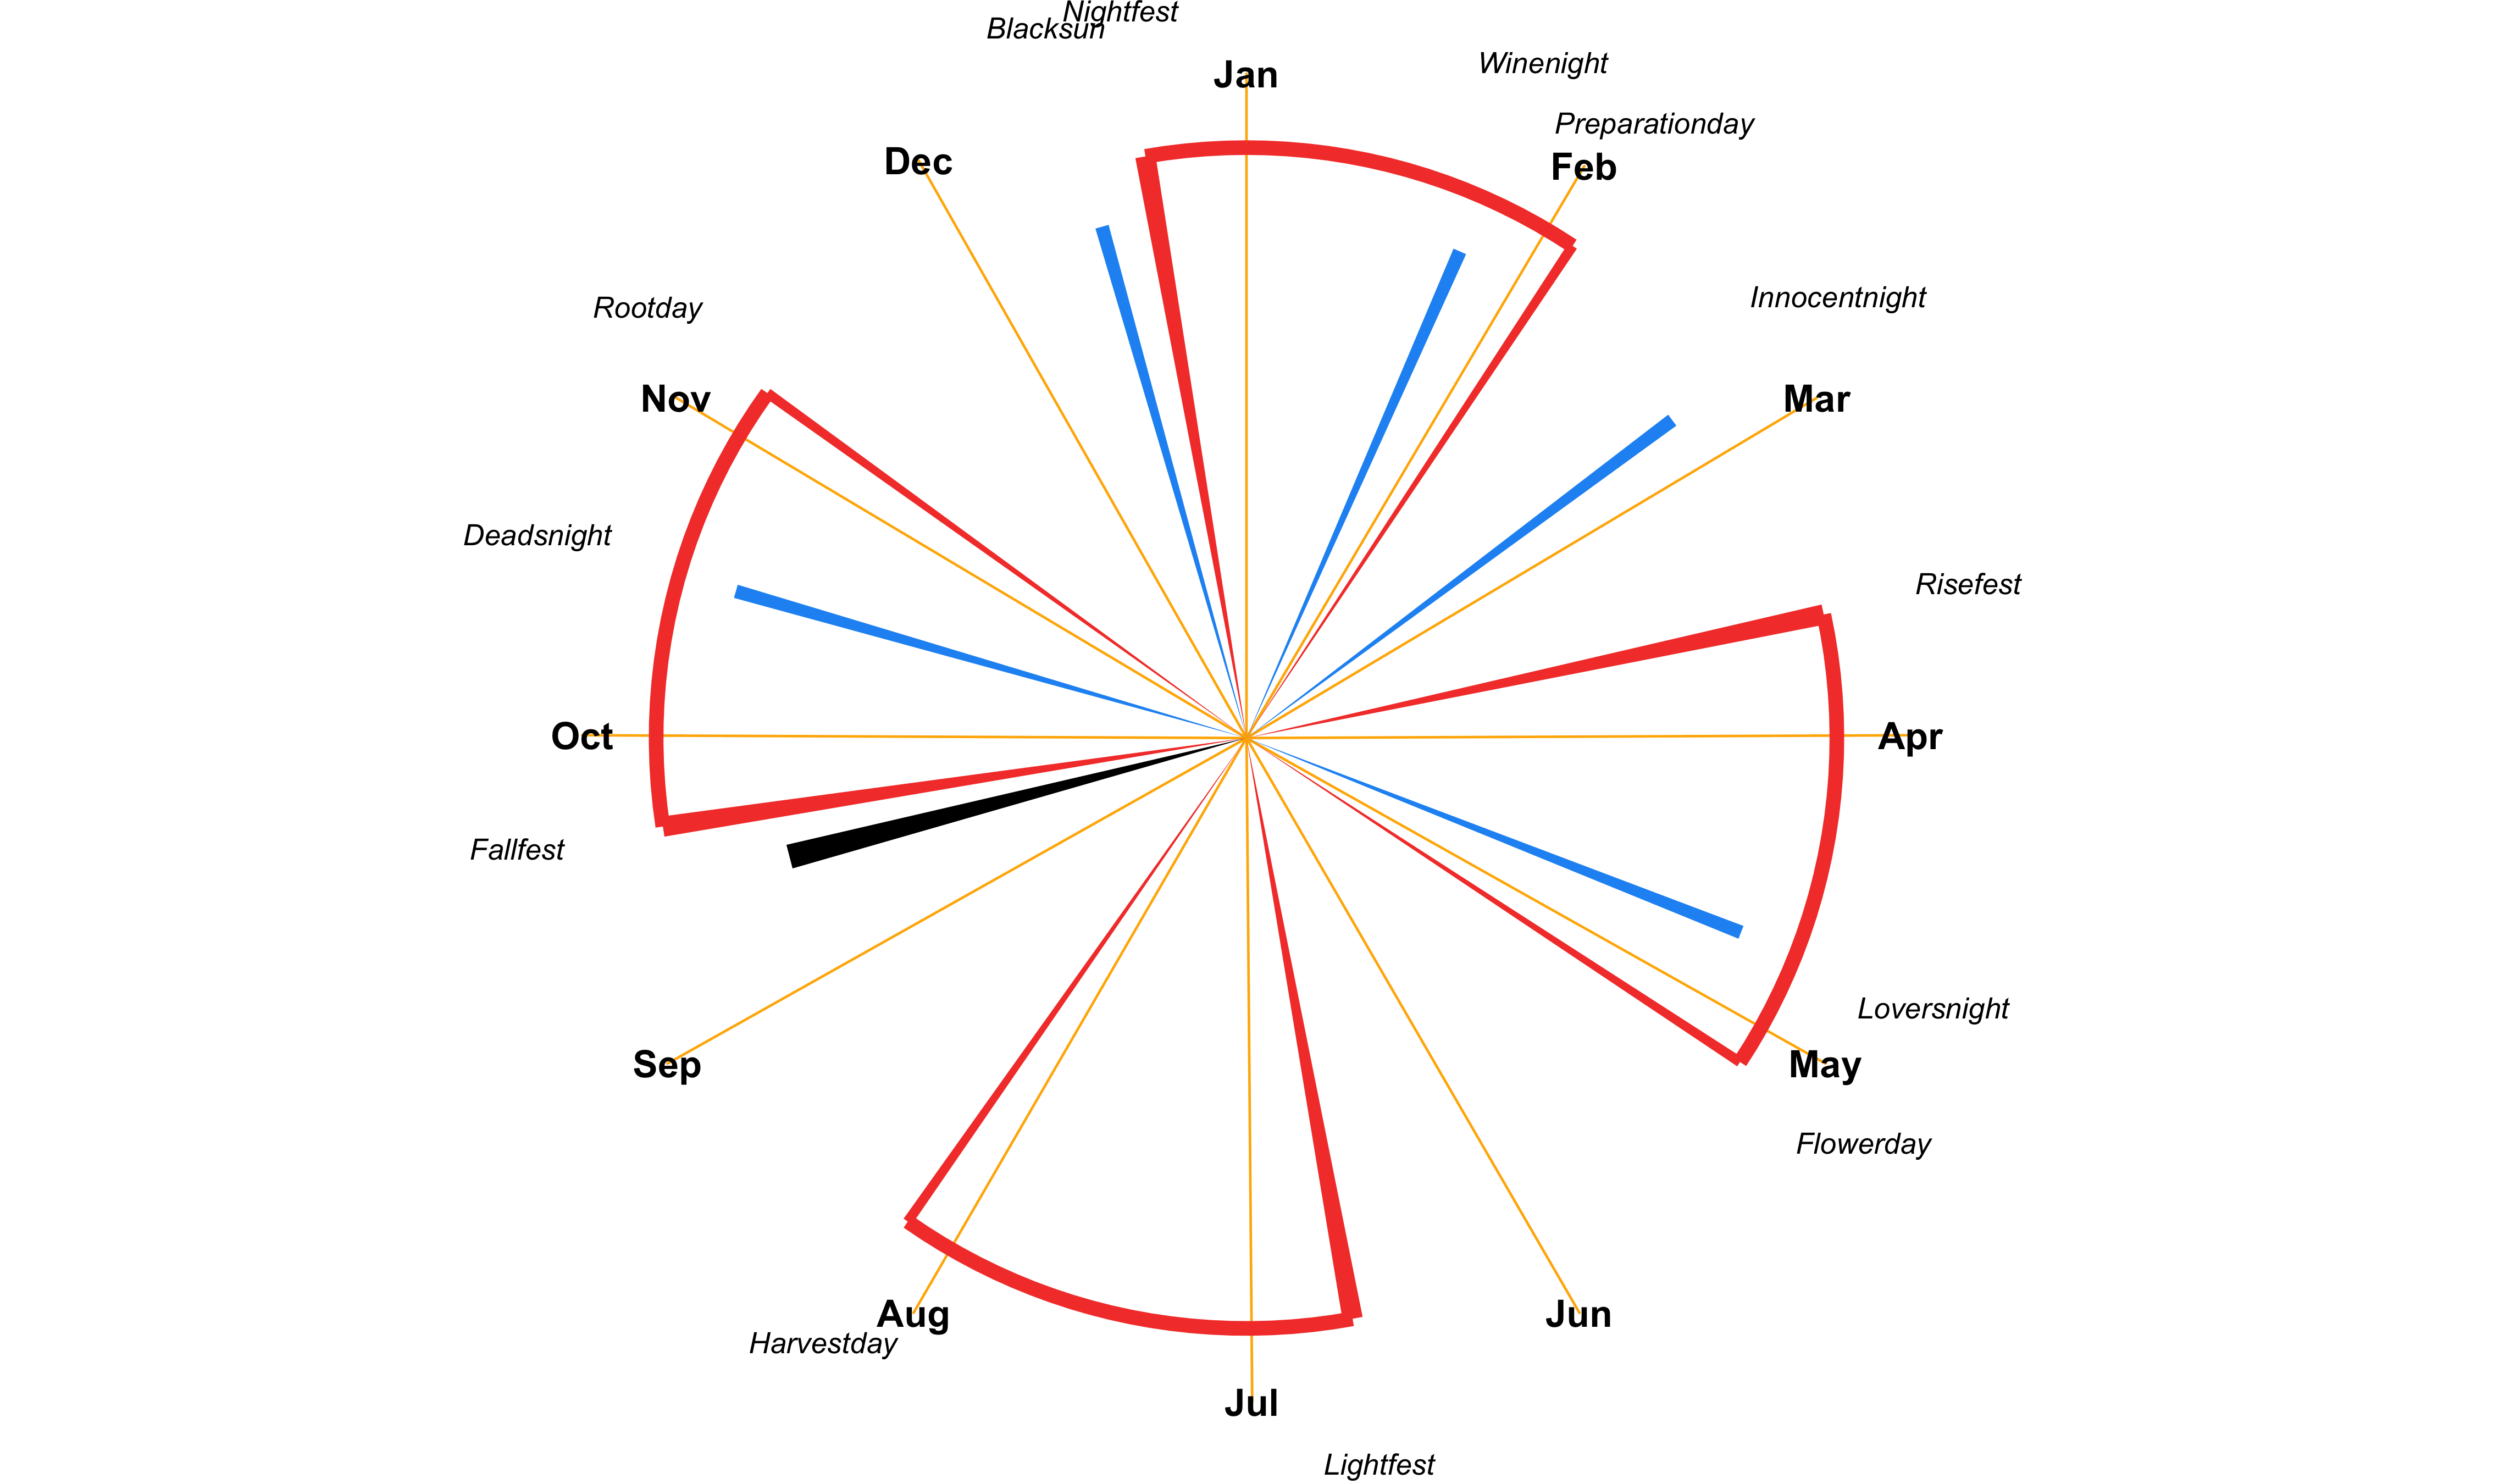 Nightfest
Blacksun
Winenight
Jan
Preparationday
Dec
Feb
Innocentnight
Rootday
Nov
Mar
Deadsnight
Risefest
Oct
Apr
Fallfest
Loversnight
Sep
May
Flowerday
Aug
Jun
Harvestday
Jul
Lightfest